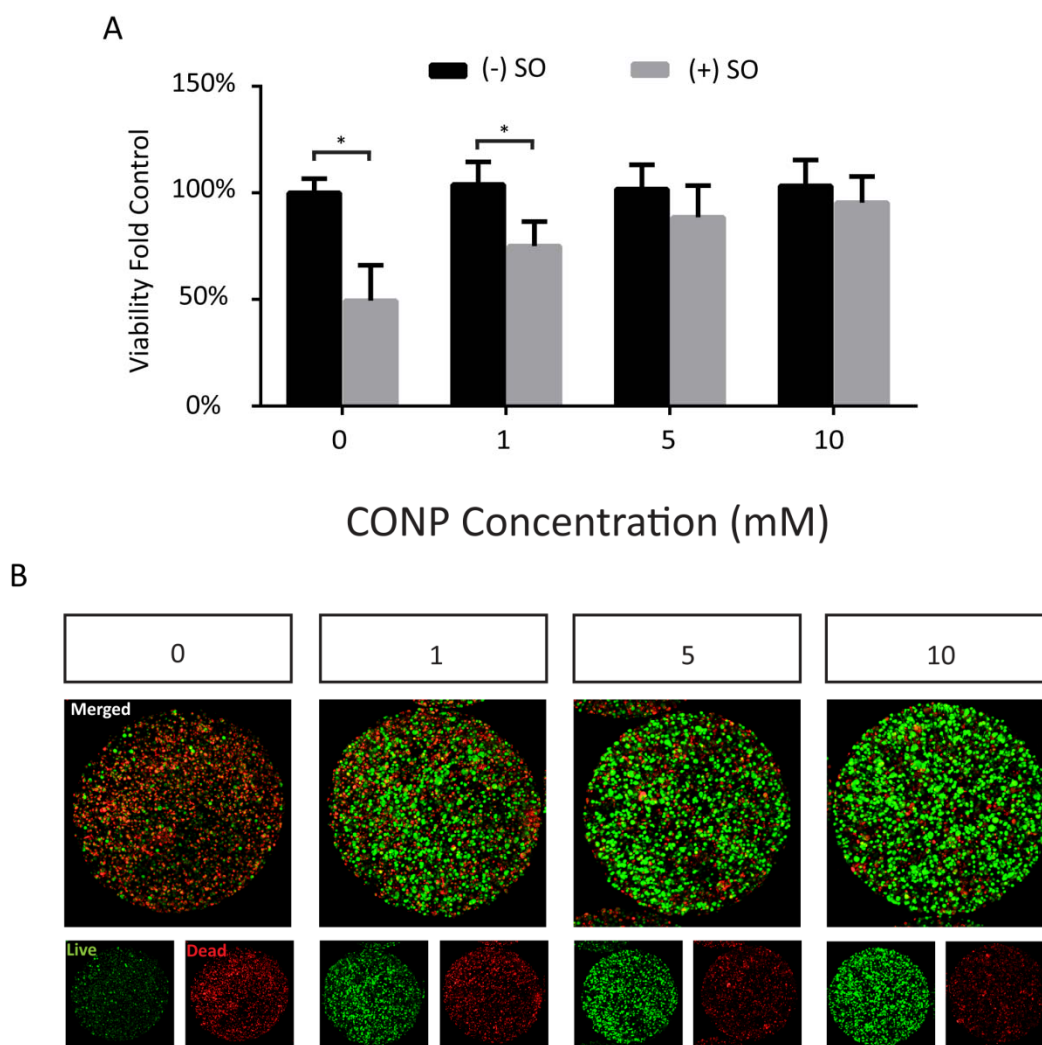 A
(-) SO (+) SO
150%
100%
50%
0%
Viability Fold Control
* *
0 1 5 10
CONP Concentration (mM)
B
0 1 5 10
Merged
Live Dead